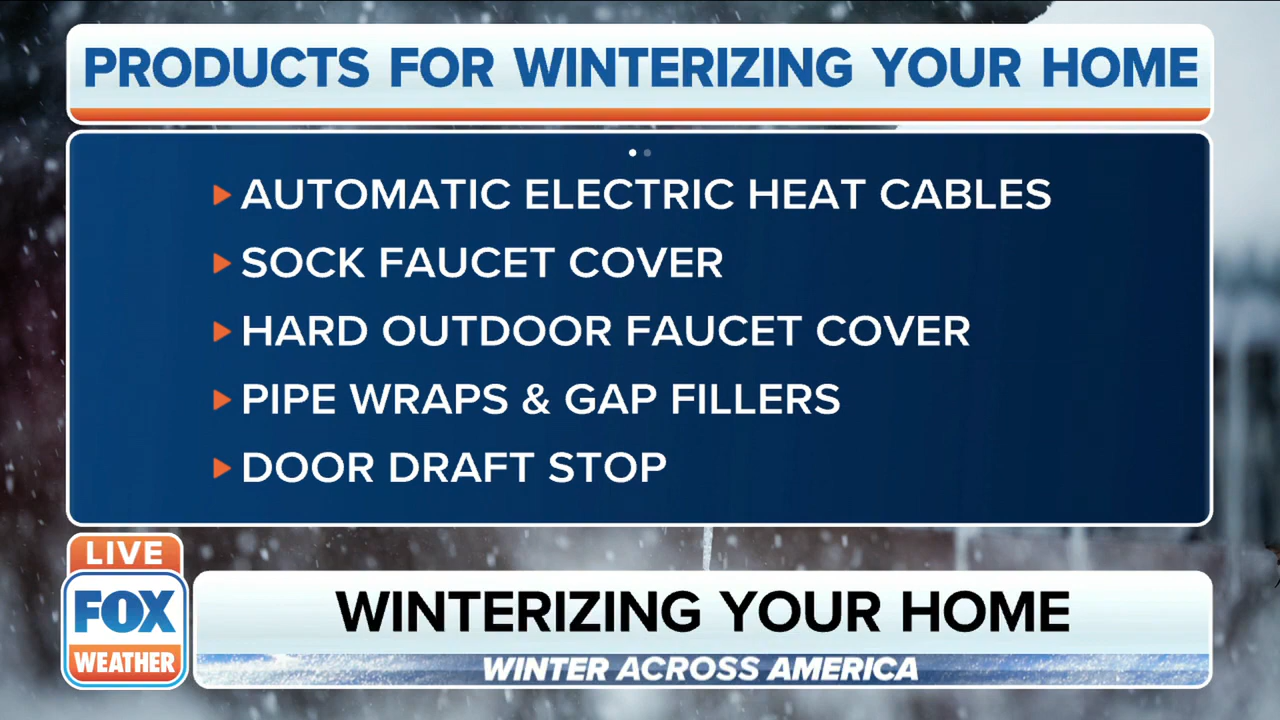 PRODUCTS FOR WINTERIZING YOUR HOME
AUTOMATIC ELECTRIC HEAT CABLES
SOCK FAUCET COVER
HARD OUTDOOR FAUCET COVER
PIPE WRAPS & GAP FILLERS
DOOR DRAFT STOP
LIVE
FOX
WEATHER
WINTERIZING YOUR HOME
WINTER ACROSS AMERICA